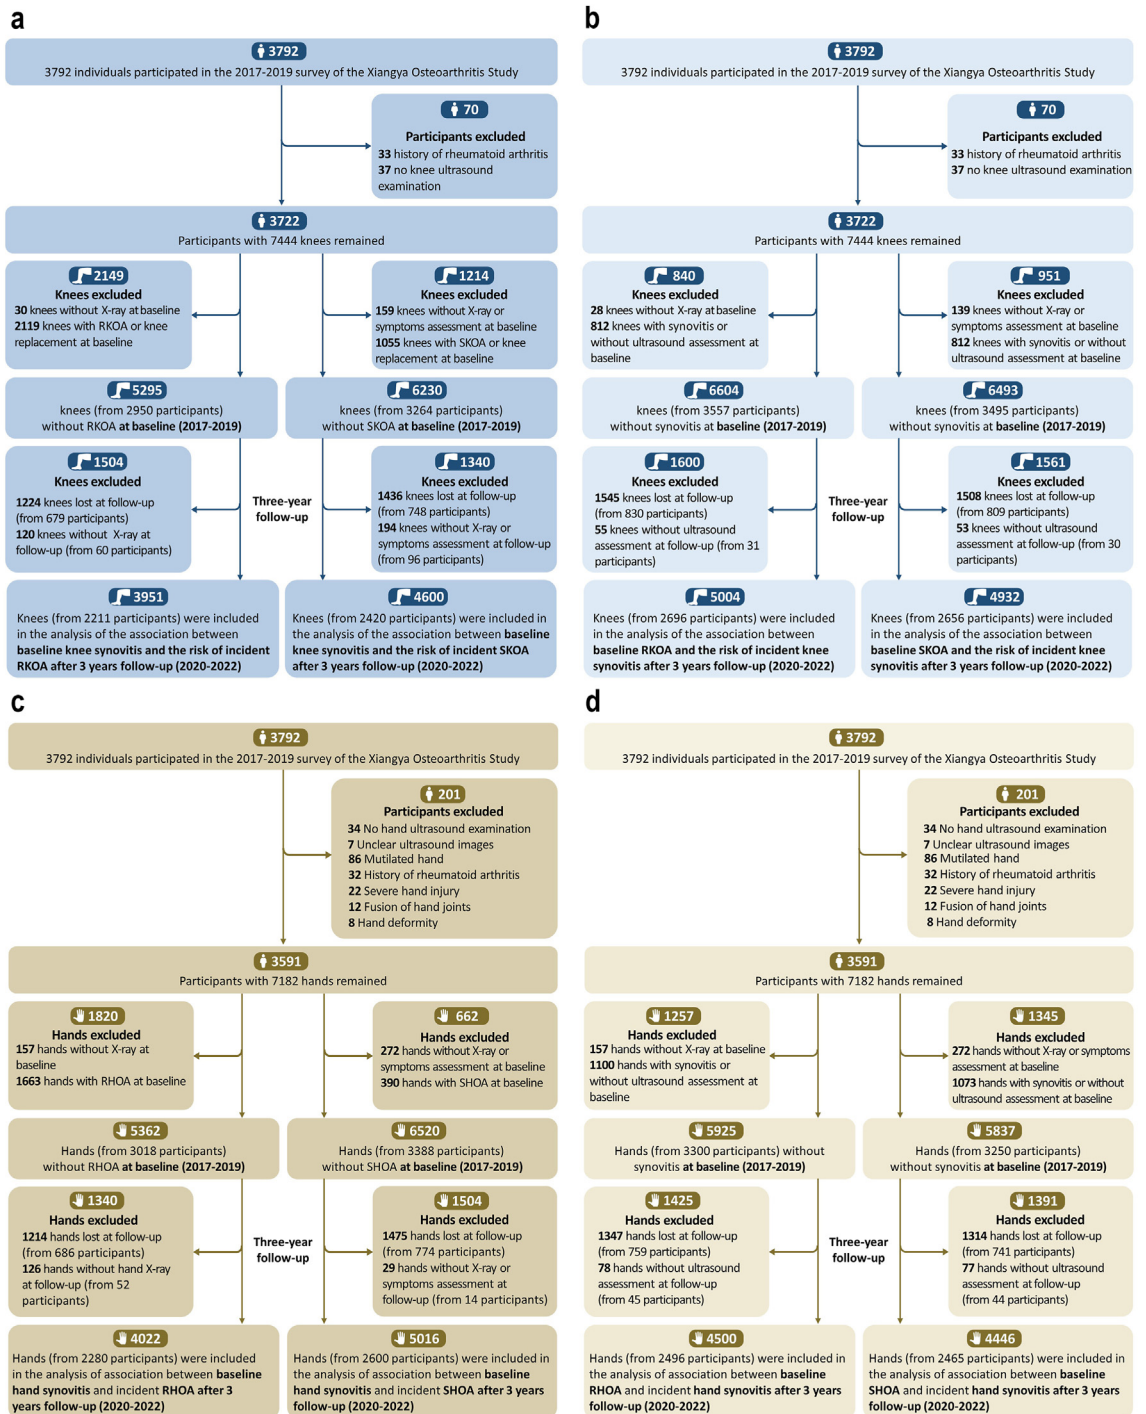 a
3792
3792 individuals participated in the 2017-2019 survey of the Xiangya Osteoarthritis Study
70
Participants excluded
33 history of rheumatoid arthritis
37 no knee ultrasound
examination
3722
Participants with 7444 knees remained
2149
Knees excluded
30 knees without X-ray at baseline
2119 knees with RKOA or knee
replacement at baseline
1214
Knees excluded
159 knees without X-ray or
symptoms assessment at baseline
1055 knees with SKOA or knee
replacement at baseline
5295
knees (from 2950 participants)
without RKOA at baseline (2017-2019)
6230
knees (from 3264 participants)
without SKOA at baseline (2017-2019)
1504
Knees excluded
1224 knees lost at follow-up
(from 679 participants)
120 knees without X-ray at
follow-up (from 60 participants)
Three-year
follow-up
1340
Knees excluded
1436 knees lost at follow-up
(from 748 participants)
194 knees without X-ray or
symptoms assessment at follow-up
(from 96 participants)
3951
Knees (from 2211 participants) were included
in the analysis of the association between
baseline knee synovitis and the risk of incident
RKOA after 3 years follow-up (2020-2022)
4600
Knees (from 2420 participants) were included in
the analysis of the association between baseline
knee synovitis and the risk of incident SKOA
after 3 years follow-up (2020-2022)
b
3792
3792 individuals participated in the 2017-2019 survey of the Xiangya Osteoarthritis Study
70
Participants excluded
33 history of rheumatoid arthritis
37 no knee ultrasound examination
3722
Participants with 7444 knees remained
840
Knees excluded
28 knees without X-ray at baseline
812 knees with synovitis or
without ultrasound assessment at
baseline
951
Knees excluded
139 knees without X-ray or
symptoms assessment at baseline
812 knees with synovitis or without
ultrasound assessment at baseline
6604
knees (from 3557 participants)
without synovitis at baseline (2017-2019)
6493
knees (from 3495 participants)
without synovitis at baseline (2017-2019)
1600
Knees excluded
1545 knees lost at follow-up
(from 830 participants)
55 knees without ultrasound
assessment at follow-up (from 31
participants)
Three-year
follow-up
1561
Knees excluded
1508 knees lost at follow-up
(from 809 participants)
53 knees without ultrasound
assessment at follow-up (from 30
participants)
5004
Knees (from 2696 participants) were included
in the analysis of the association between
baseline RKOA and the risk of incident knee
synovitis after 3 years follow-up (2020-2022)
4932
Knees (from 2656 participants) were included
in the analysis of the association between
baseline SKOA and the risk of incident knee
synovitis after 3 years follow-up (2020-2022)
c
3792
3792 individuals participated in the 2017-2019 survey of the Xiangya Osteoarthritis Study
201
Participants excluded
34 No hand ultrasound examination
7 Unclear ultrasound images
86 Mutilated hand
32 History of rheumatoid arthritis
22 Severe hand injury
12 Fusion of hand joints
8 Hand deformity
3591
Participants with 7182 hands remained
1820
Hands excluded
157 hands without X-ray at
baseline
1663 hands with RHOA at baseline
662
Hands excluded
272 hands without X-ray or
symptoms assessment at baseline
390 hands with SHOA at baseline
5362
Hands (from 3018 participants)
without RHOA at baseline (2017-2019)
6520
Hands (from 3388 participants)
without SHOA at baseline (2017-2019)
1340
Hands excluded
1214 hands lost at follow-up
(from 686 participants)
126 hands without hand X-ray
at follow-up (from 52
participants)
Three-year
follow-up
1504
Hands excluded
1475 hands lost at follow-up
(from 774 participants)
29 hands without X-ray or
symptoms assessment at
follow-up (from 14 participants)
4022
Hands (from 2280 participants) were included
in the analysis of association between baseline
hand synovitis and incident RHOA after 3
years follow-up (2020-2022)
5016
Hands (from 2600 participants) were included in
the analysis of association between baseline
hand synovitis and incident SHOA after 3 years
follow-up (2020-2022)
d
3792
3792 individuals participated in the 2017-2019 survey of the Xiangya Osteoarthritis Study
201
Participants excluded
34 No hand ultrasound examination
7 Unclear ultrasound images
86 Mutilated hand
32 History of rheumatoid arthritis
22 Severe hand injury
12 Fusion of hand joints
8 Hand deformity
3591
Participants with 7182 hands remained
1257
Hands excluded
157 hands without X-ray at baseline
1100 hands with synovitis or
without ultrasound assessment at
baseline
1345
Hands excluded
272 hands without X-ray or symptoms
assessment at baseline
1073 hands with synovitis or without
ultrasound assessment at baseline
5925
Hands (from 3300 participants) without
synovitis at baseline (2017-2019)
5837
Hands (from 3250 participants)
without synovitis at baseline (2017-2019)
1425
Hands excluded
1347 hands lost at follow-up
(from 759 participants)
78 hands without ultrasound
assessment at follow-up
(from 45 participants)
Three-year
follow-up
1391
Hands excluded
1314 hands lost at follow-up
(from 741 participants)
77 hands without ultrasound
assessment at follow-up
(from 44 participants)
4500
Hands (from 2496 participants) were included
in the analysis of association between baseline
RHOA and incident hand synovitis after 3 years
follow-up (2020-2022)
4446
Hands (from 2465 participants) were included in
the analysis of association between baseline
SHOA and incident hand synovitis after 3 years
follow-up (2020-2022)